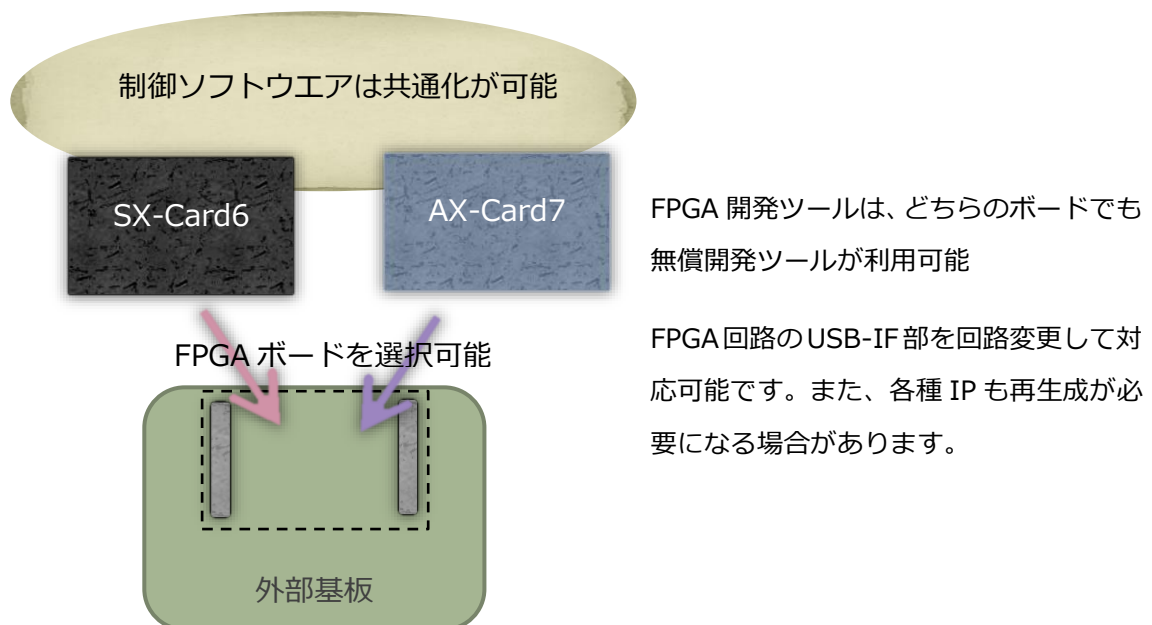 制御ソフトウエアは共通化が可能
SX-Card6
AX-Card7
FPGA ボードを選択可能
外部基板
FPGA 開発ツールは、どちらのボードでも
無償開発ツールが利用可能
FPGA回路のUSB-IF部を回路変更して対
応可能です。また、各種 IP も再生成が必
要になる場合があります。